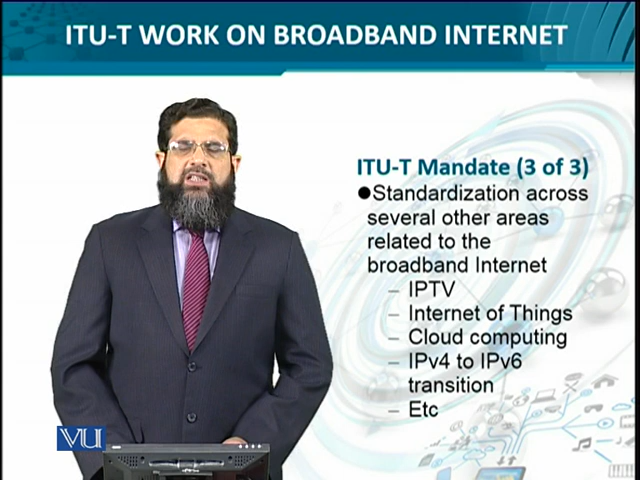 ITU-T WORK ON BROADBAND INTERNET
ITU-T Mandate (3 of 3)
●Standardization across
several other areas
related to the
broadband Internet
– IPTV
– Internet of Things
– Cloud computing
– IPv4 to IPv6
transition
– Etc
VU